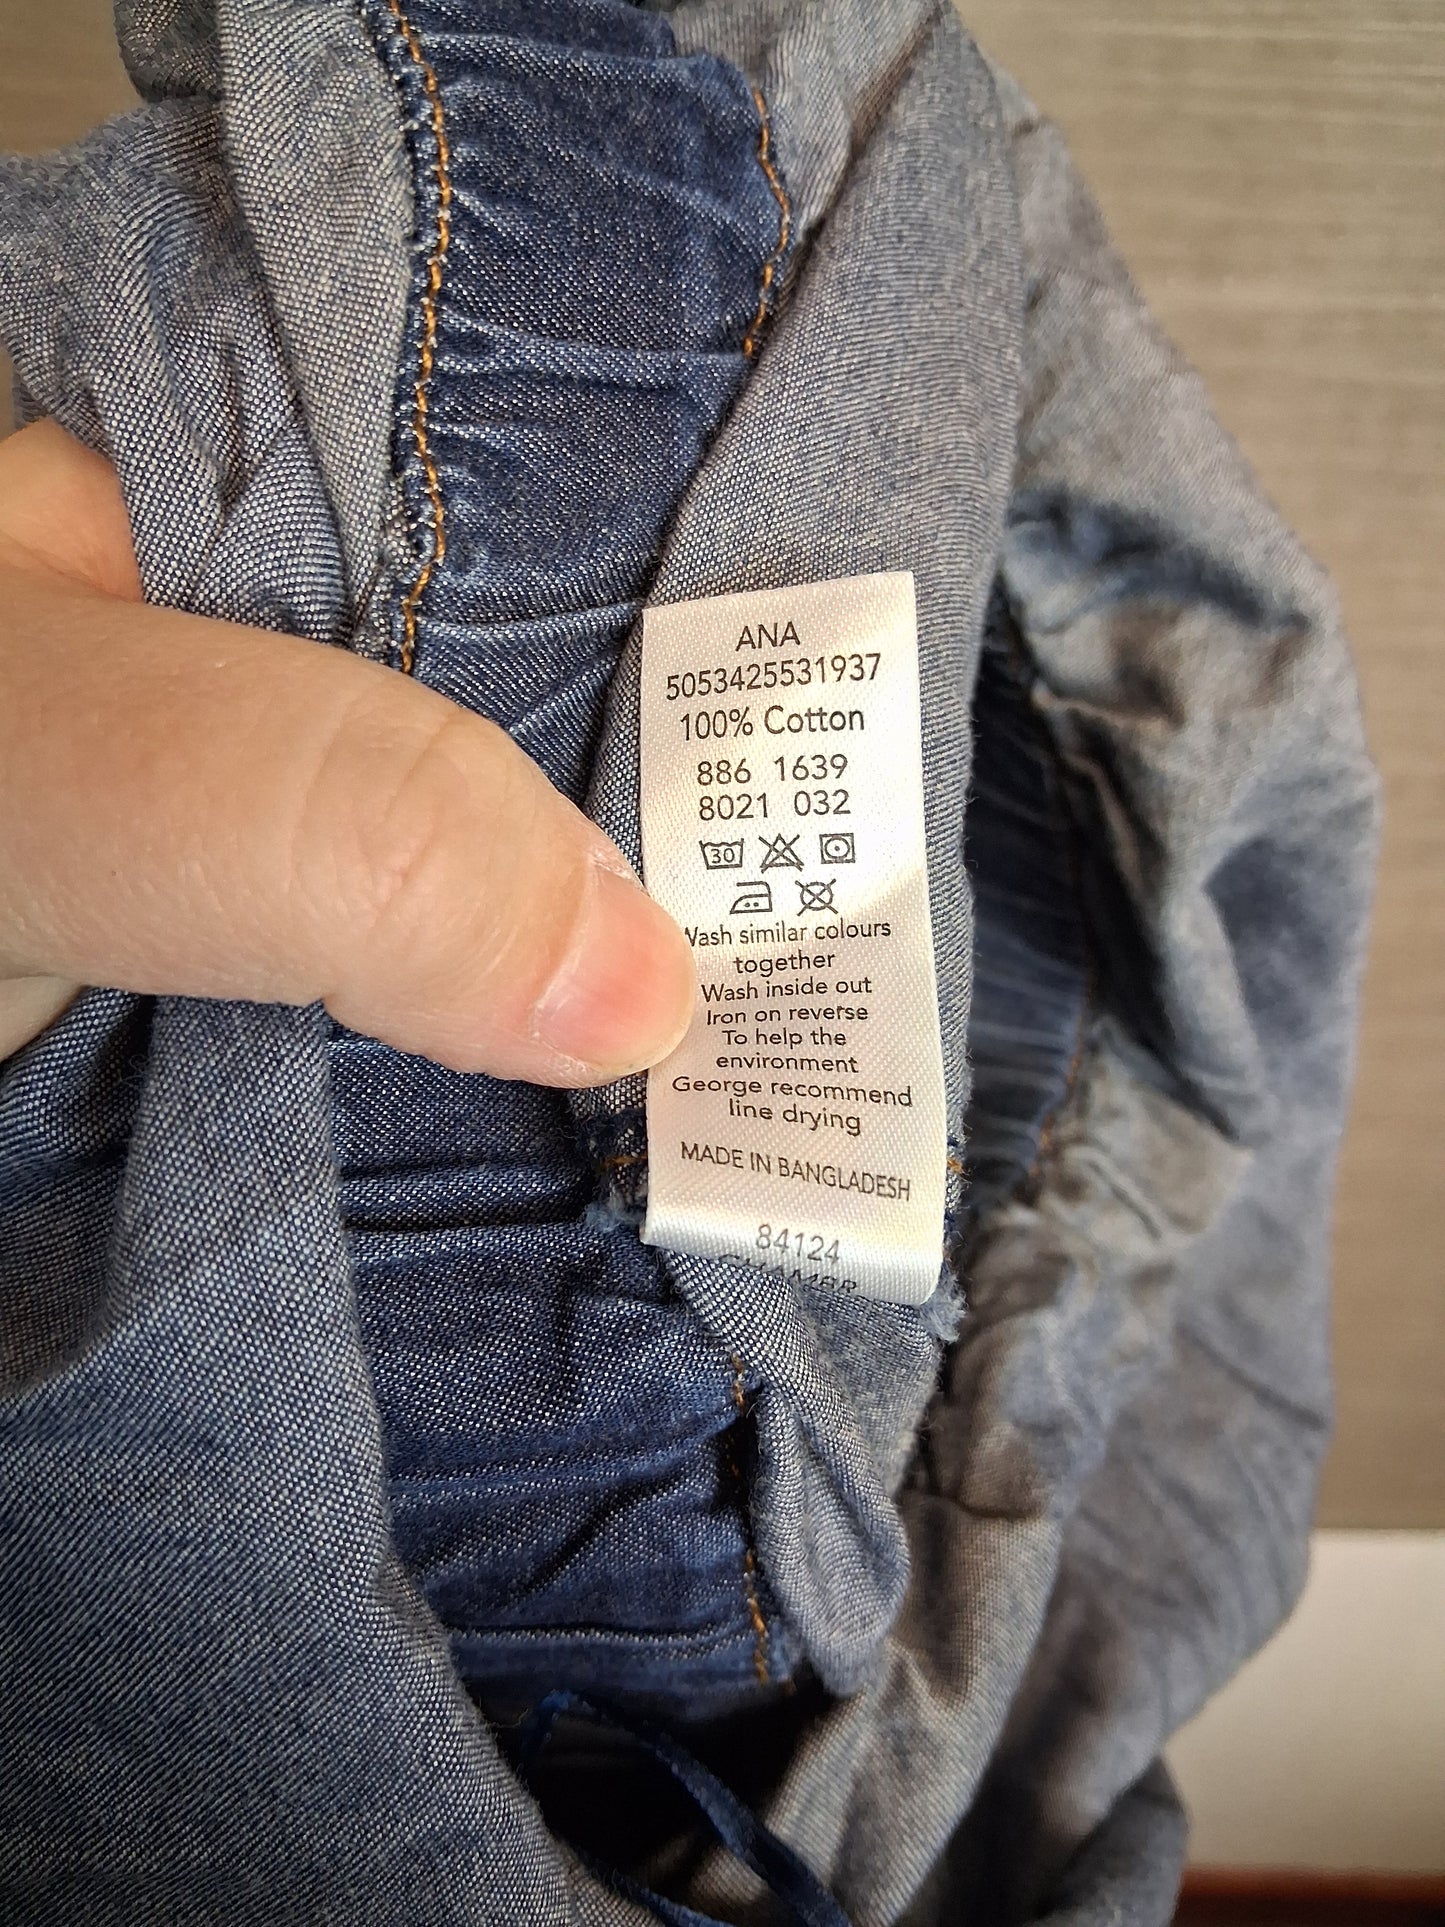 ANA
5053425531937
100% Cotton
886 1639
8021 032
30
Wash similar colours
together
Wash inside out
Iron on reverse
To help the
environment
George recommend
line drying
MADE IN BANGLADESH
84124